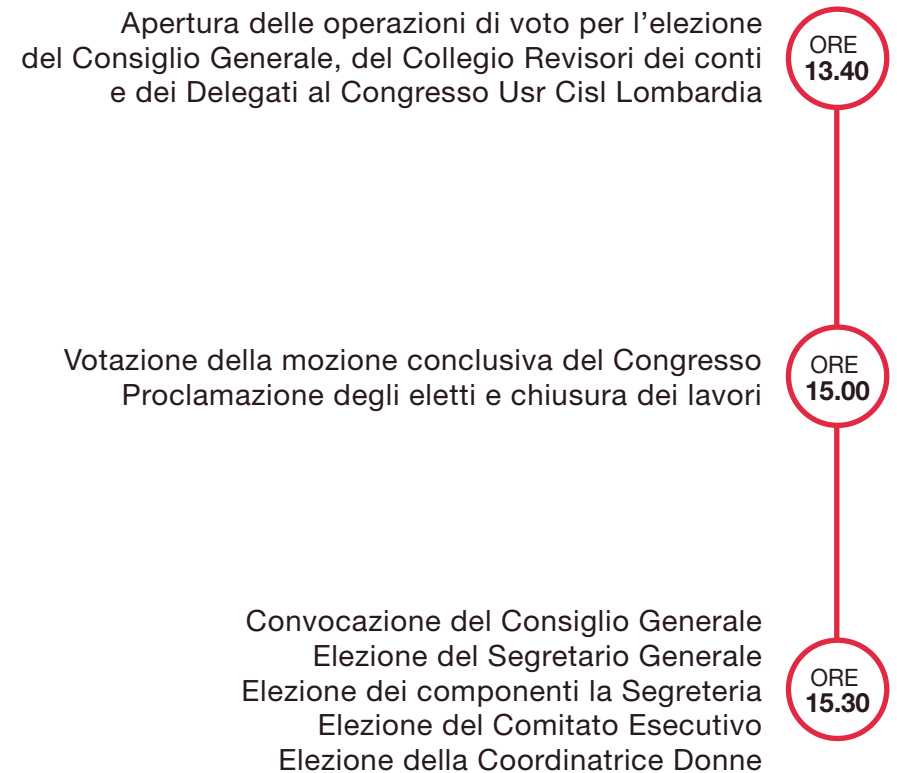 Apertura delle operazioni di voto per l’elezione
del Consiglio Generale, del Collegio Revisori dei conti
e dei Delegati al Congresso Usr Cisl Lombardia
ORE
13.40
Votazione della mozione conclusiva del Congresso
Proclamazione degli eletti e chiusura dei lavori
ORE
15.00
Convocazione del Consiglio Generale
Elezione del Segretario Generale
Elezione dei componenti la Segreteria
Elezione del Comitato Esecutivo
Elezione della Coordinatrice Donne
ORE
15.30